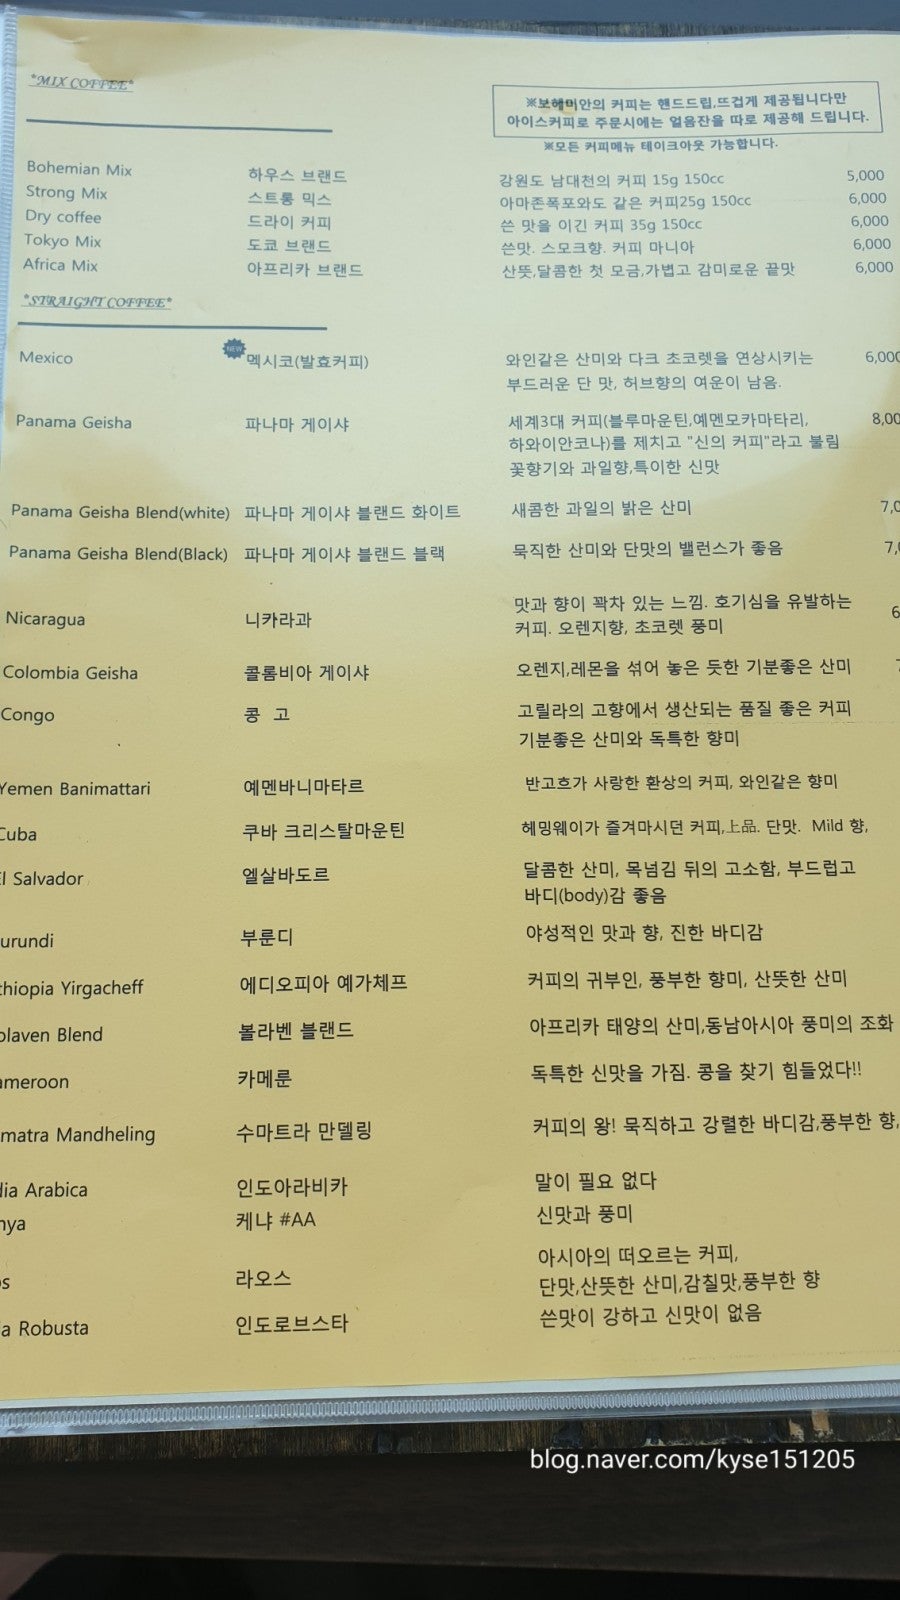 *MIX COFFEE*
※보헤미안의 커피는 핸드드립,뜨겁게 제공됩니다만
아이스커피로 주문시에는 얼음잔을 따로 제공해 드립니다.
※모든 커피메뉴 테이크아웃 가능합니다.
Bohemian Mix 하우스 브랜드 강원도 남대천의 커피 15g 150cc 5,000
Strong Mix 스트롱 믹스 아마존폭포와도 같은 커피25g 150cc 6,000
Dry coffee 드라이 커피 쓴 맛을 이긴 커피 35g 150cc 6,000
Tokyo Mix 도쿄 브랜드 쓴맛. 스모크향. 커피 마니아 6,000
Africa Mix 아프리카 브랜드 산뜻,달콤한 첫 모금,가볍고 감미로운 끝맛 6,000
*STRAIGHT COFFEE*
Mexico NEW 멕시코(발효커피) 와인같은 산미와 다크 초코렛을 연상시키는 6,000
부드러운 단 맛, 허브향의 여운이 남음.
Panama Geisha 파나마 게이샤 세계3대 커피(블루마운틴,예멘모카마타리, 8,00
하와이안코나)를 제치고 "신의 커피"라고 불림
꽃향기와 과일향,특이한 신맛
Panama Geisha Blend(white) 파나마 게이샤 블랜드 화이트 새콤한 과일의 밝은 산미 7,0
Panama Geisha Blend(Black) 파나마 게이샤 블랜드 블랙 묵직한 산미와 단맛의 밸런스가 좋음 7,
Nicaragua 니카라과 맛과 향이 꽉차 있는 느낌. 호기심을 유발하는 6
커피. 오렌지향, 초코렛 풍미
Colombia Geisha 콜롬비아 게이샤 오렌지,레몬을 섞어 놓은 듯한 기분좋은 산미
Congo 콩 고 고릴라의 고향에서 생산되는 품질 좋은 커피
기분좋은 산미와 독특한 향미
Yemen Banimattari 예멘바니마타르 반고흐가 사랑한 환상의 커피, 와인같은 향미
Cuba 쿠바 크리스탈마운틴 헤밍웨이가 즐겨마시던 커피,上品. 단맛. Mild 향,
El Salvador 엘살바도르 달콤한 산미, 목넘김 뒤의 고소함, 부드럽고
바디(body)감 좋음
urundi 부룬디 야성적인 맛과 향, 진한 바디감
thiopia Yirgacheff 에디오피아 예가체프 커피의 귀부인, 풍부한 향미, 산뜻한 산미
olaven Blend 볼라벤 블랜드 아프리카 태양의 산미,동남아시아 풍미의 조화
ameroon 카메룬 독특한 신맛을 가짐. 콩을 찾기 힘들었다!!
matra Mandheling 수마트라 만델링 커피의 왕! 묵직하고 강렬한 바디감,풍부한 향,
dia Arabica 인도아라비카 말이 필요 없다
nya 케냐 #AA 신맛과 풍미
아시아의 떠오르는 커피,
os 라오스 단맛,산뜻한 산미,감칠맛,풍부한 향
ia Robusta 인도로브스타 쓴맛이 강하고 신맛이 없음
blog.naver.com/kyse151205